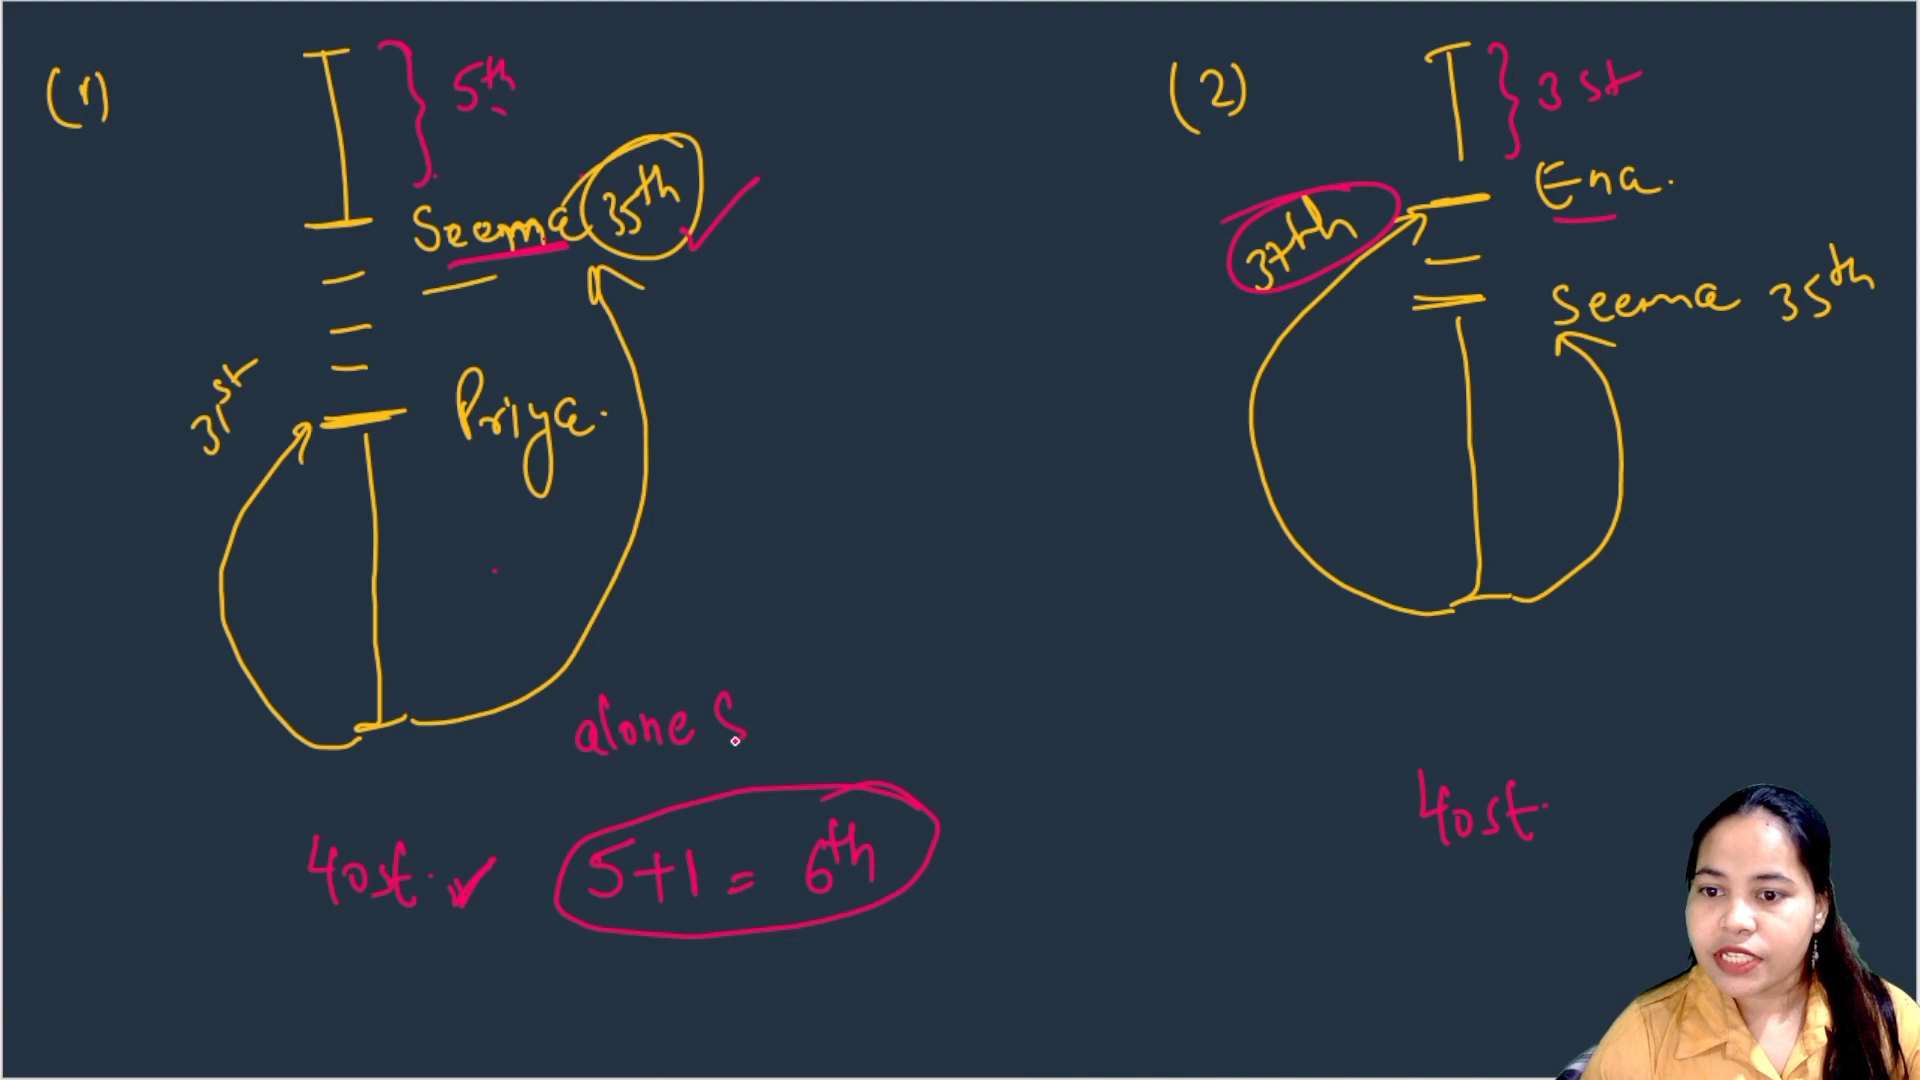 (1)
5th
Seema 35th
31st
Priya.
alone S
40st.
5+1 = 6th
(2)
3 st
Ena.
37th
Seema 35th
40st.